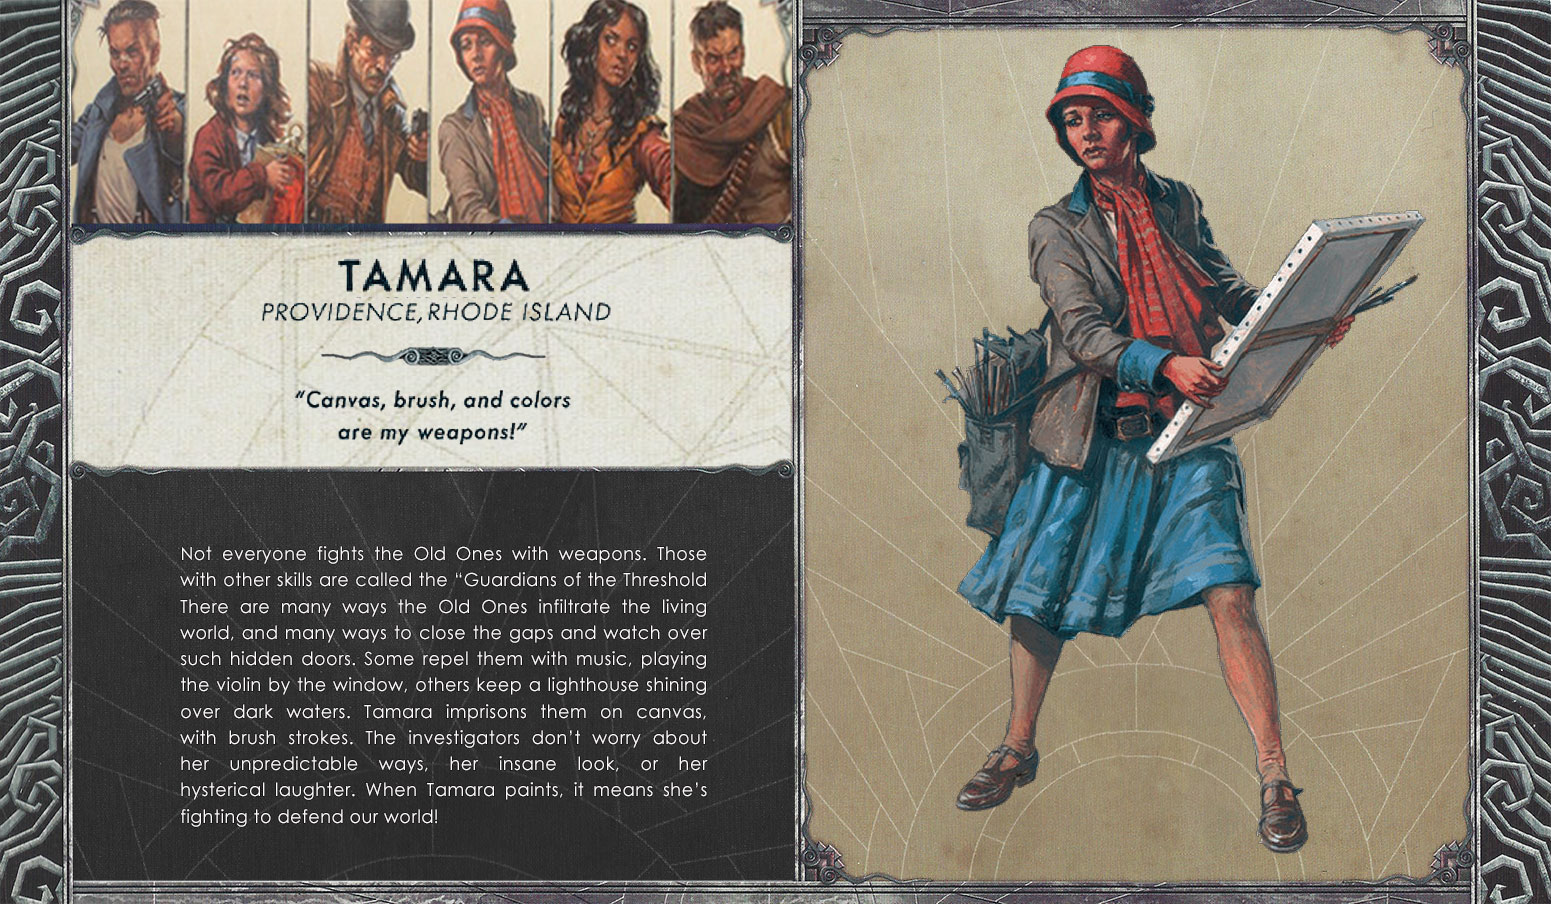 TAMARA
PROVIDENCE, RHODE ISLAND
“Canvas, brush, and colors
are my weapons!”
Not everyone fights the Old Ones with weapons. Those
with other skills are called the “Guardians of the Threshold
There are many ways the Old Ones infiltrate the living
world, and many ways to close the gaps and watch over
such hidden doors. Some repel them with music, playing
the violin by the window, others keep a lighthouse shining
over dark waters. Tamara imprisons them on canvas,
with brush strokes. The investigators don’t worry about
her unpredictable ways, her insane look, or her
hysterical laughter. When Tamara paints, it means she’s
fighting to defend our world!